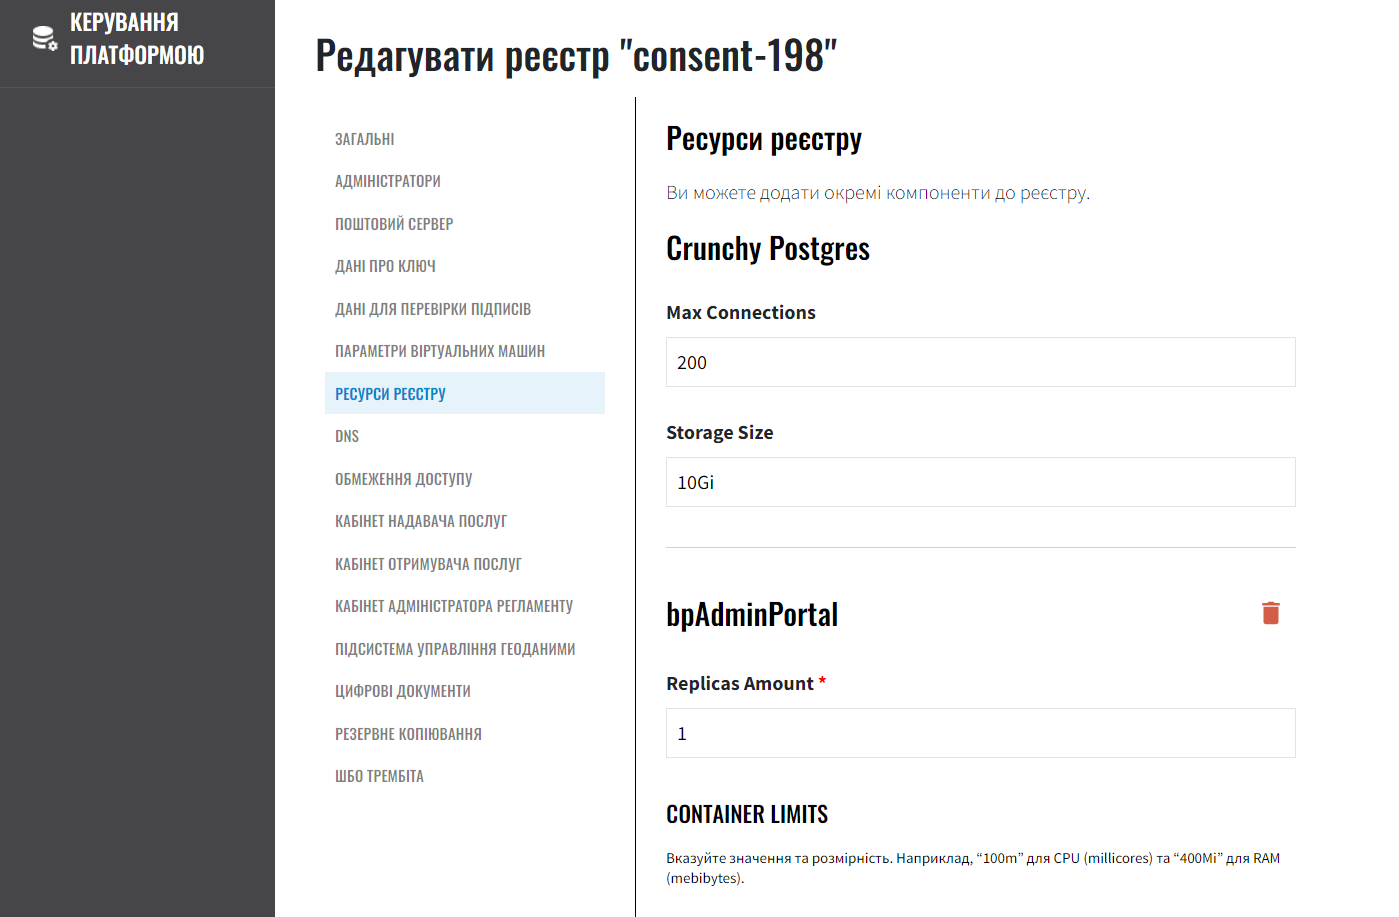 КЕРУВАННЯ
ПЛАТФОРМОЮ
Редагувати реєстр "consent-198"
ЗАГАЛЬНІ
АДМІНІСТРАТОРИ
ПОШТОВИЙ СЕРВЕР
ДАНІ ПРО КЛЮЧ
ДАНІ ДЛЯ ПЕРЕВІРКИ ПІДПИСІВ
ПАРАМЕТРИ ВІРТУАЛЬНИХ МАШИН
РЕСУРСИ РЕЄСТРУ
DNS
ОБМЕЖЕННЯ ДОСТУПУ
КАБІНЕТ НАДАВАЧА ПОСЛУГ
КАБІНЕТ ОТРИМУВАЧА ПОСЛУГ
КАБІНЕТ АДМІНІСТРАТОРА РЕГЛАМЕНТУ
ПІДСИСТЕМА УПРАВЛІННЯ ГЕОДАНИМИ
ЦИФРОВІ ДОКУМЕНТИ
РЕЗЕРВНЕ КОПІЮВАННЯ
ШБО ТРЕМБІТА
Ресурси реєстру
Ви можете додати окремі компоненти до реєстру.
Crunchy Postgres
Max Connections
200
Storage Size
10Gi
bpAdminPortal
Replicas Amount *
1
CONTAINER LIMITS
Вказуйте значення та розмірність. Наприклад, “100m” для CPU (millicores) та “400Mi” для RAM
(mebibytes).